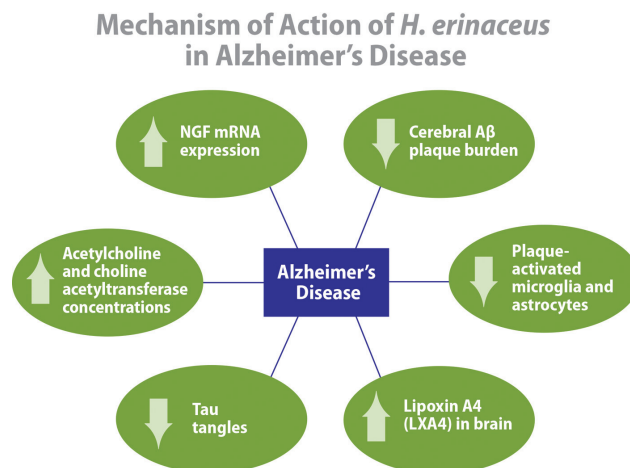 Mechanism of Action of H. erinaceus
in Alzheimer’s Disease
NGF mRNA
expression
Cerebral Aβ
plaque burden
Acetylcholine
and choline
acetyltransferase
concentrations
Alzheimer’s
Disease
Plaque-
activated
microglia and
astrocytes
Tau
tangles
Lipoxin A4
(LXA4) in brain